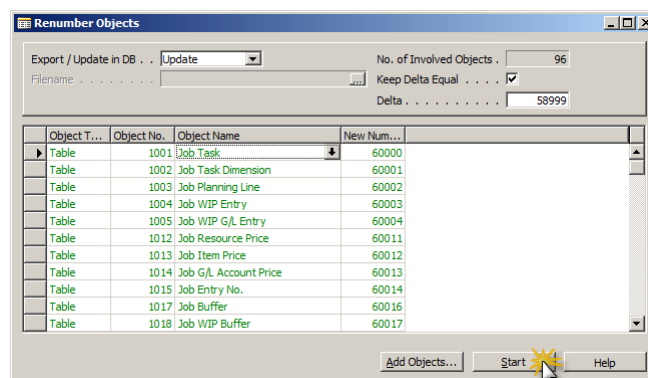 Renumber Objects
Export / Update in DB . . Update No. of Involved Objects . 96
Filename . . . . . . . . ... Keep Delta Equal . . . .
Delta . . . . . . . . . . 58999
Object T... Object No. Object Name New Num...
Table 1001 Job Task 60000
Table 1002 Job Task Dimension 60001
Table 1003 Job Planning Line 60002
Table 1004 Job WIP Entry 60003
Table 1005 Job WIP G/L Entry 60004
Table 1012 Job Resource Price 60011
Table 1013 Job Item Price 60012
Table 1014 Job G/L Account Price 60013
Table 1015 Job Entry No. 60014
Table 1017 Job Buffer 60016
Table 1018 Job WIP Buffer 60017
Add Objects... Start Help